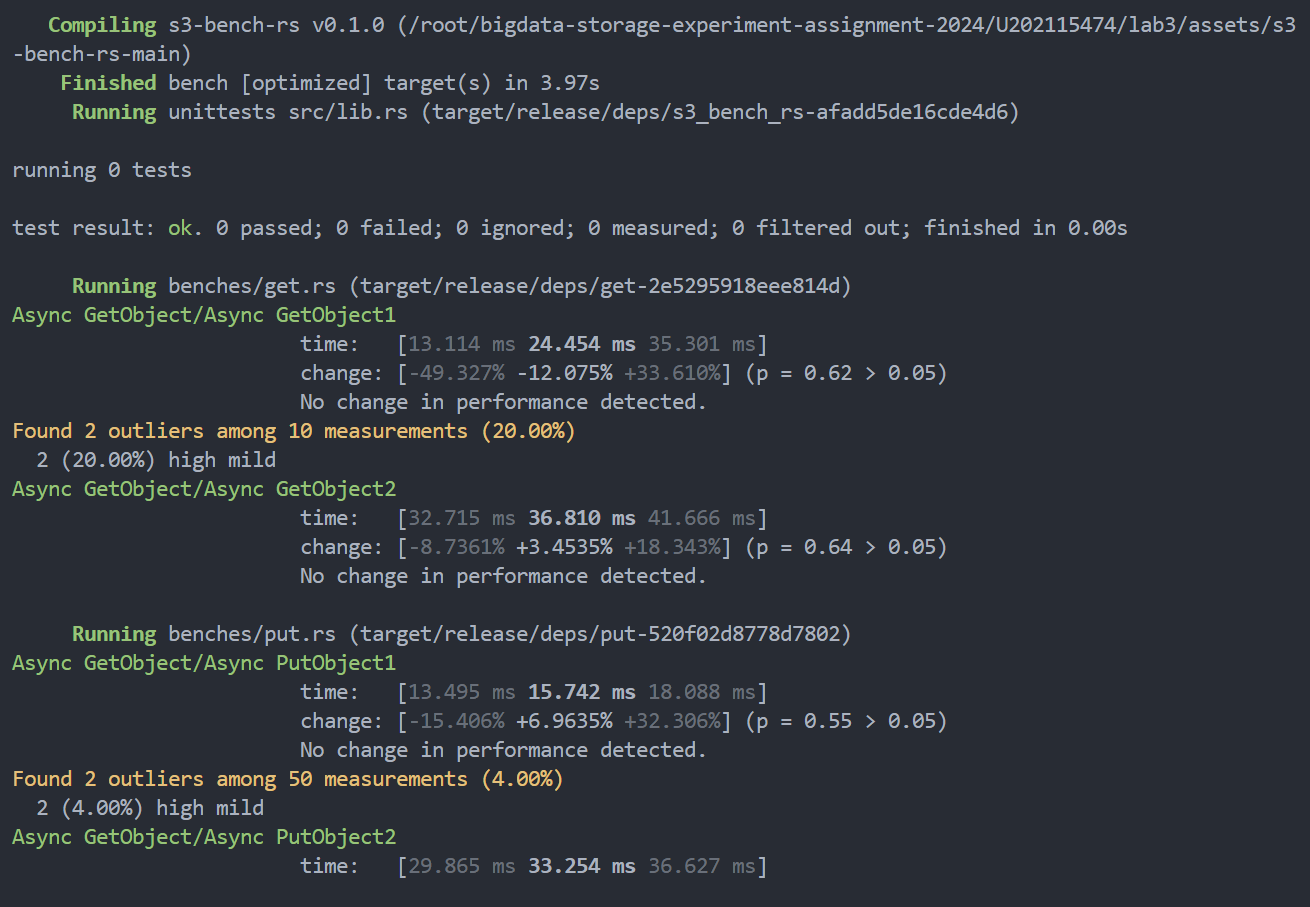 Compiling s3-bench-rs v0.1.0 (/root/bigdata-storage-experiment-assignment-2024/U202115474/lab3/assets/s3
-bench-rs-main)
Finished bench [optimized] target(s) in 3.97s
Running unittests src/lib.rs (target/release/deps/s3_bench_rs-afadd5de16cde4d6)
running 0 tests
test result: ok. 0 passed; 0 failed; 0 ignored; 0 measured; 0 filtered out; finished in 0.00s
Running benches/get.rs (target/release/deps/get-2e5295918eee814d)
Async GetObject/Async GetObject1
time: [13.114 ms 24.454 ms 35.301 ms]
change: [-49.327% -12.075% +33.610%] (p = 0.62 > 0.05)
No change in performance detected.
Found 2 outliers among 10 measurements (20.00%)
2 (20.00%) high mild
Async GetObject/Async GetObject2
time: [32.715 ms 36.810 ms 41.666 ms]
change: [-8.7361% +3.4535% +18.343%] (p = 0.64 > 0.05)
No change in performance detected.
Running benches/put.rs (target/release/deps/put-520f02d8778d7802)
Async GetObject/Async PutObject1
time: [13.495 ms 15.742 ms 18.088 ms]
change: [-15.406% +6.9635% +32.306%] (p = 0.55 > 0.05)
No change in performance detected.
Found 2 outliers among 50 measurements (4.00%)
2 (4.00%) high mild
Async GetObject/Async PutObject2
time: [29.865 ms 33.254 ms 36.627 ms]